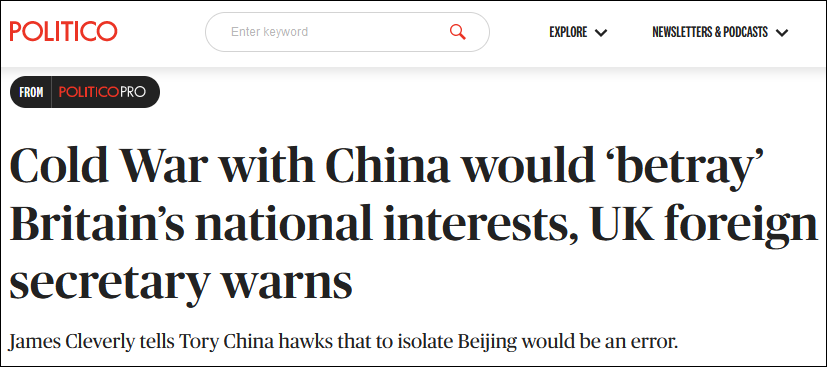 POLITICO
Enter keyword
EXPLORE
NEWSLETTERS & PODCASTS
FROM POLITICOPRO
Cold War with China would ‘betray’
Britain’s national interests, UK foreign
secretary warns
James Cleverly tells Tory China hawks that to isolate Beijing would be an error.